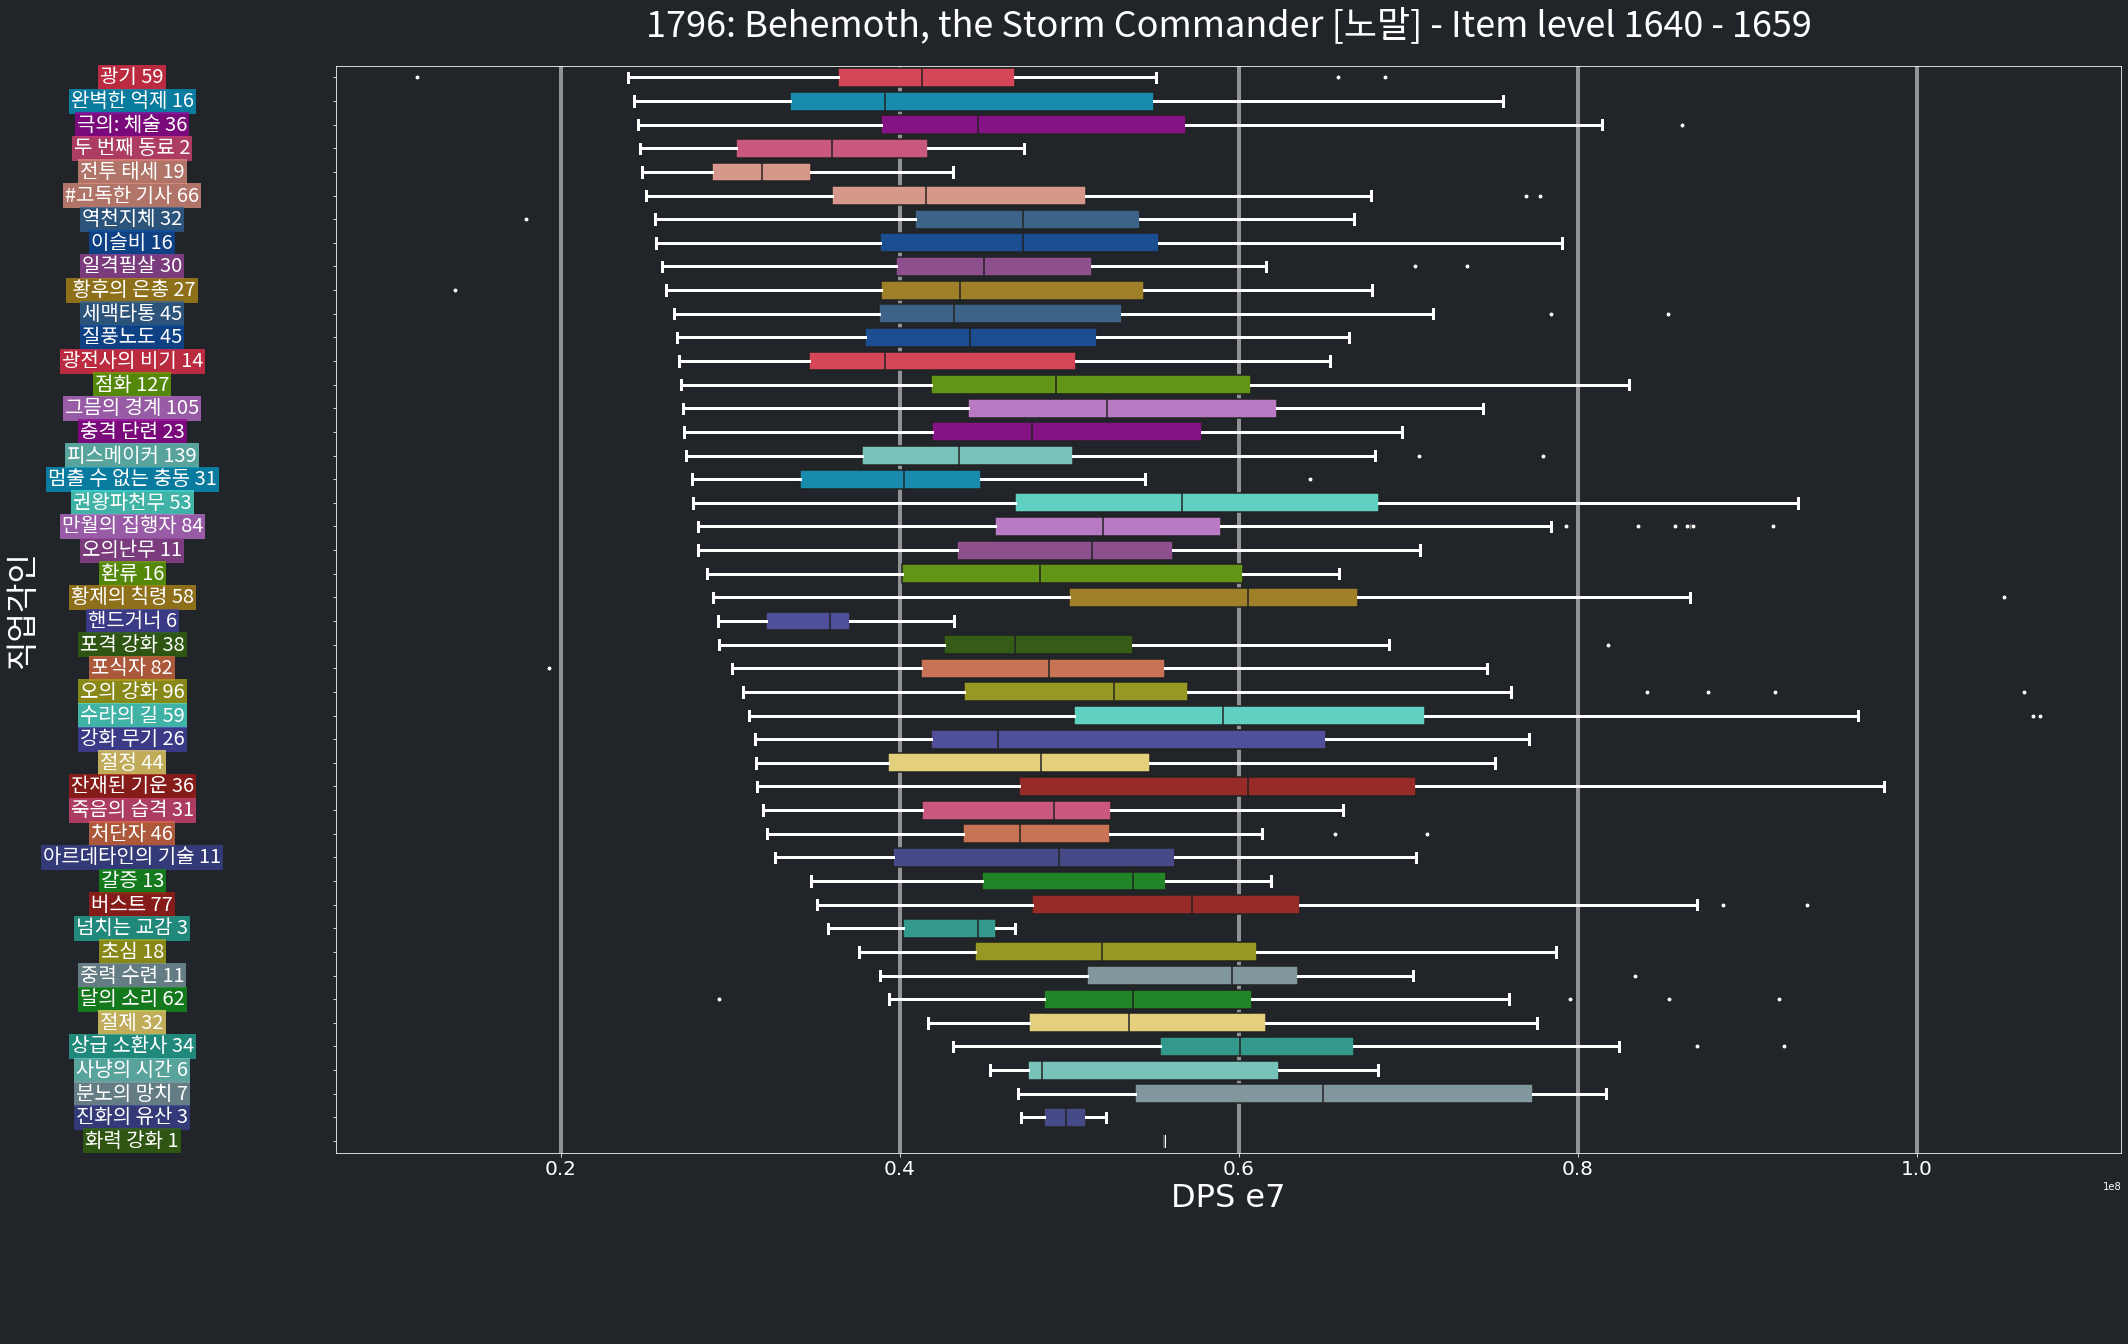 1796: Behemoth, the Storm Commander [노말] - Item level 1640 - 1659
직업각인
광기 59
완벽한 억제 16
극의: 체술 36
두 번째 동료 2
전투 태세 19
#고독한 기사 66
역천지체 32
이슬비 16
일격필살 30
황후의 은총 27
세맥타통 45
질풍노도 45
광전사의 비기 14
점화 127
그믐의 경계 105
충격 단련 23
피스메이커 139
멈출 수 없는 충동 31
권왕파천무 53
만월의 집행자 84
오의난무 11
환류 16
황제의 칙령 58
핸드거너 6
포격 강화 38
포식자 82
오의 강화 96
수라의 길 59
강화 무기 26
절정 44
잔재된 기운 36
죽음의 습격 31
처단자 46
아르데타인의 기술 11
갈증 13
버스트 77
넘치는 교감 3
초심 18
중력 수련 11
달의 소리 62
절제 32
상급 소환사 34
사냥의 시간 6
분노의 망치 7
진화의 유산 3
화력 강화 1
0.2 0.4 0.6 0.8 1.0
DPS e7
1e8